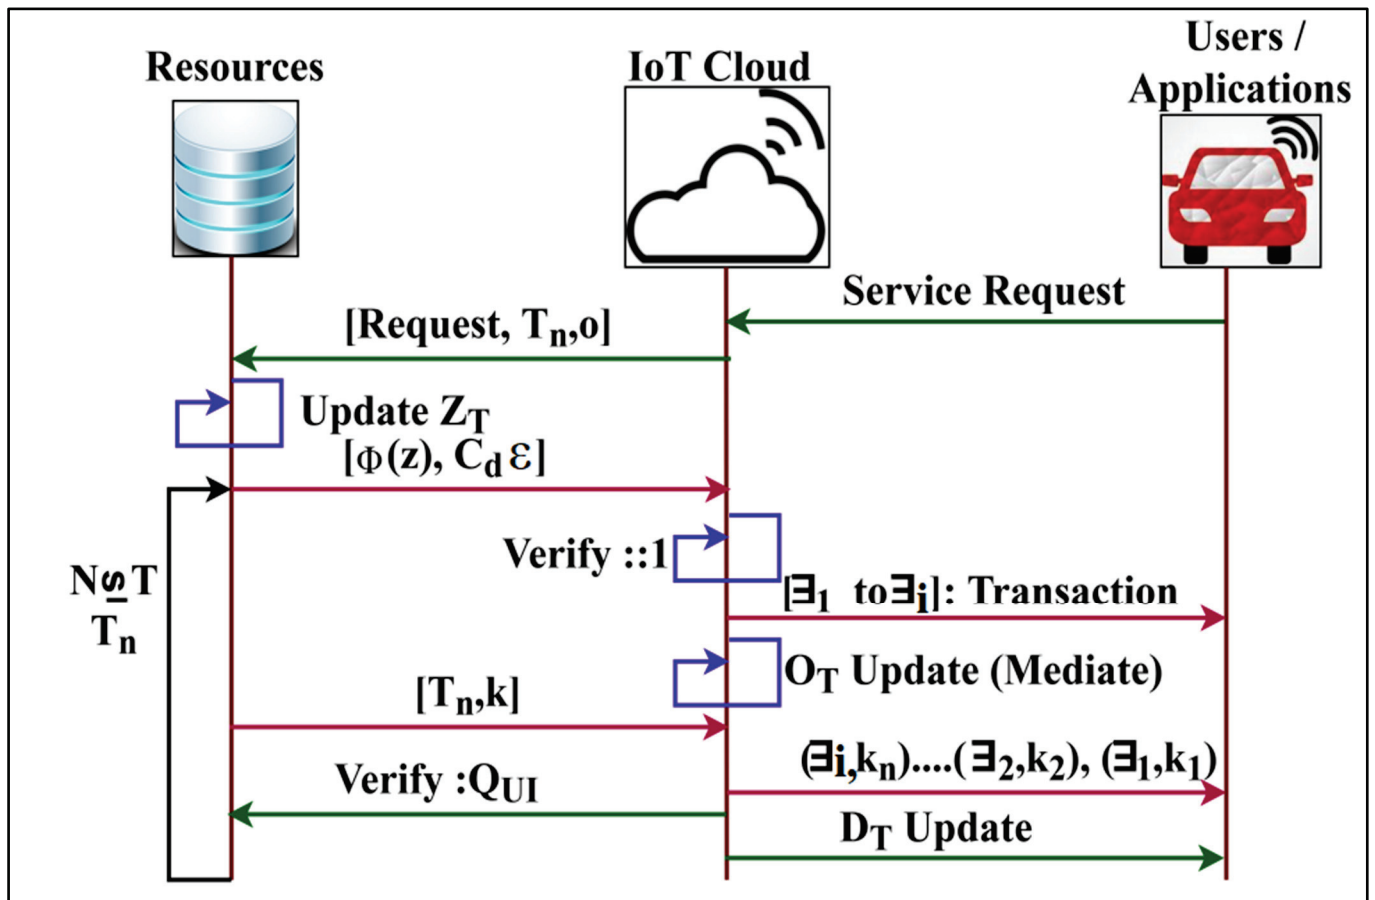 Resources
IoT Cloud
Users /
Applications
Service Request
[Request, Tn,o]
Update ZT
[Φ(z), Cd ε]
Verify ::1
[∃1 to∃i]: Transaction
NsT
Tn
OT Update (Mediate)
[Tn,k]
(∃i,kn)....(∃2,k2), (∃1,k1)
Verify :QUI
DT Update